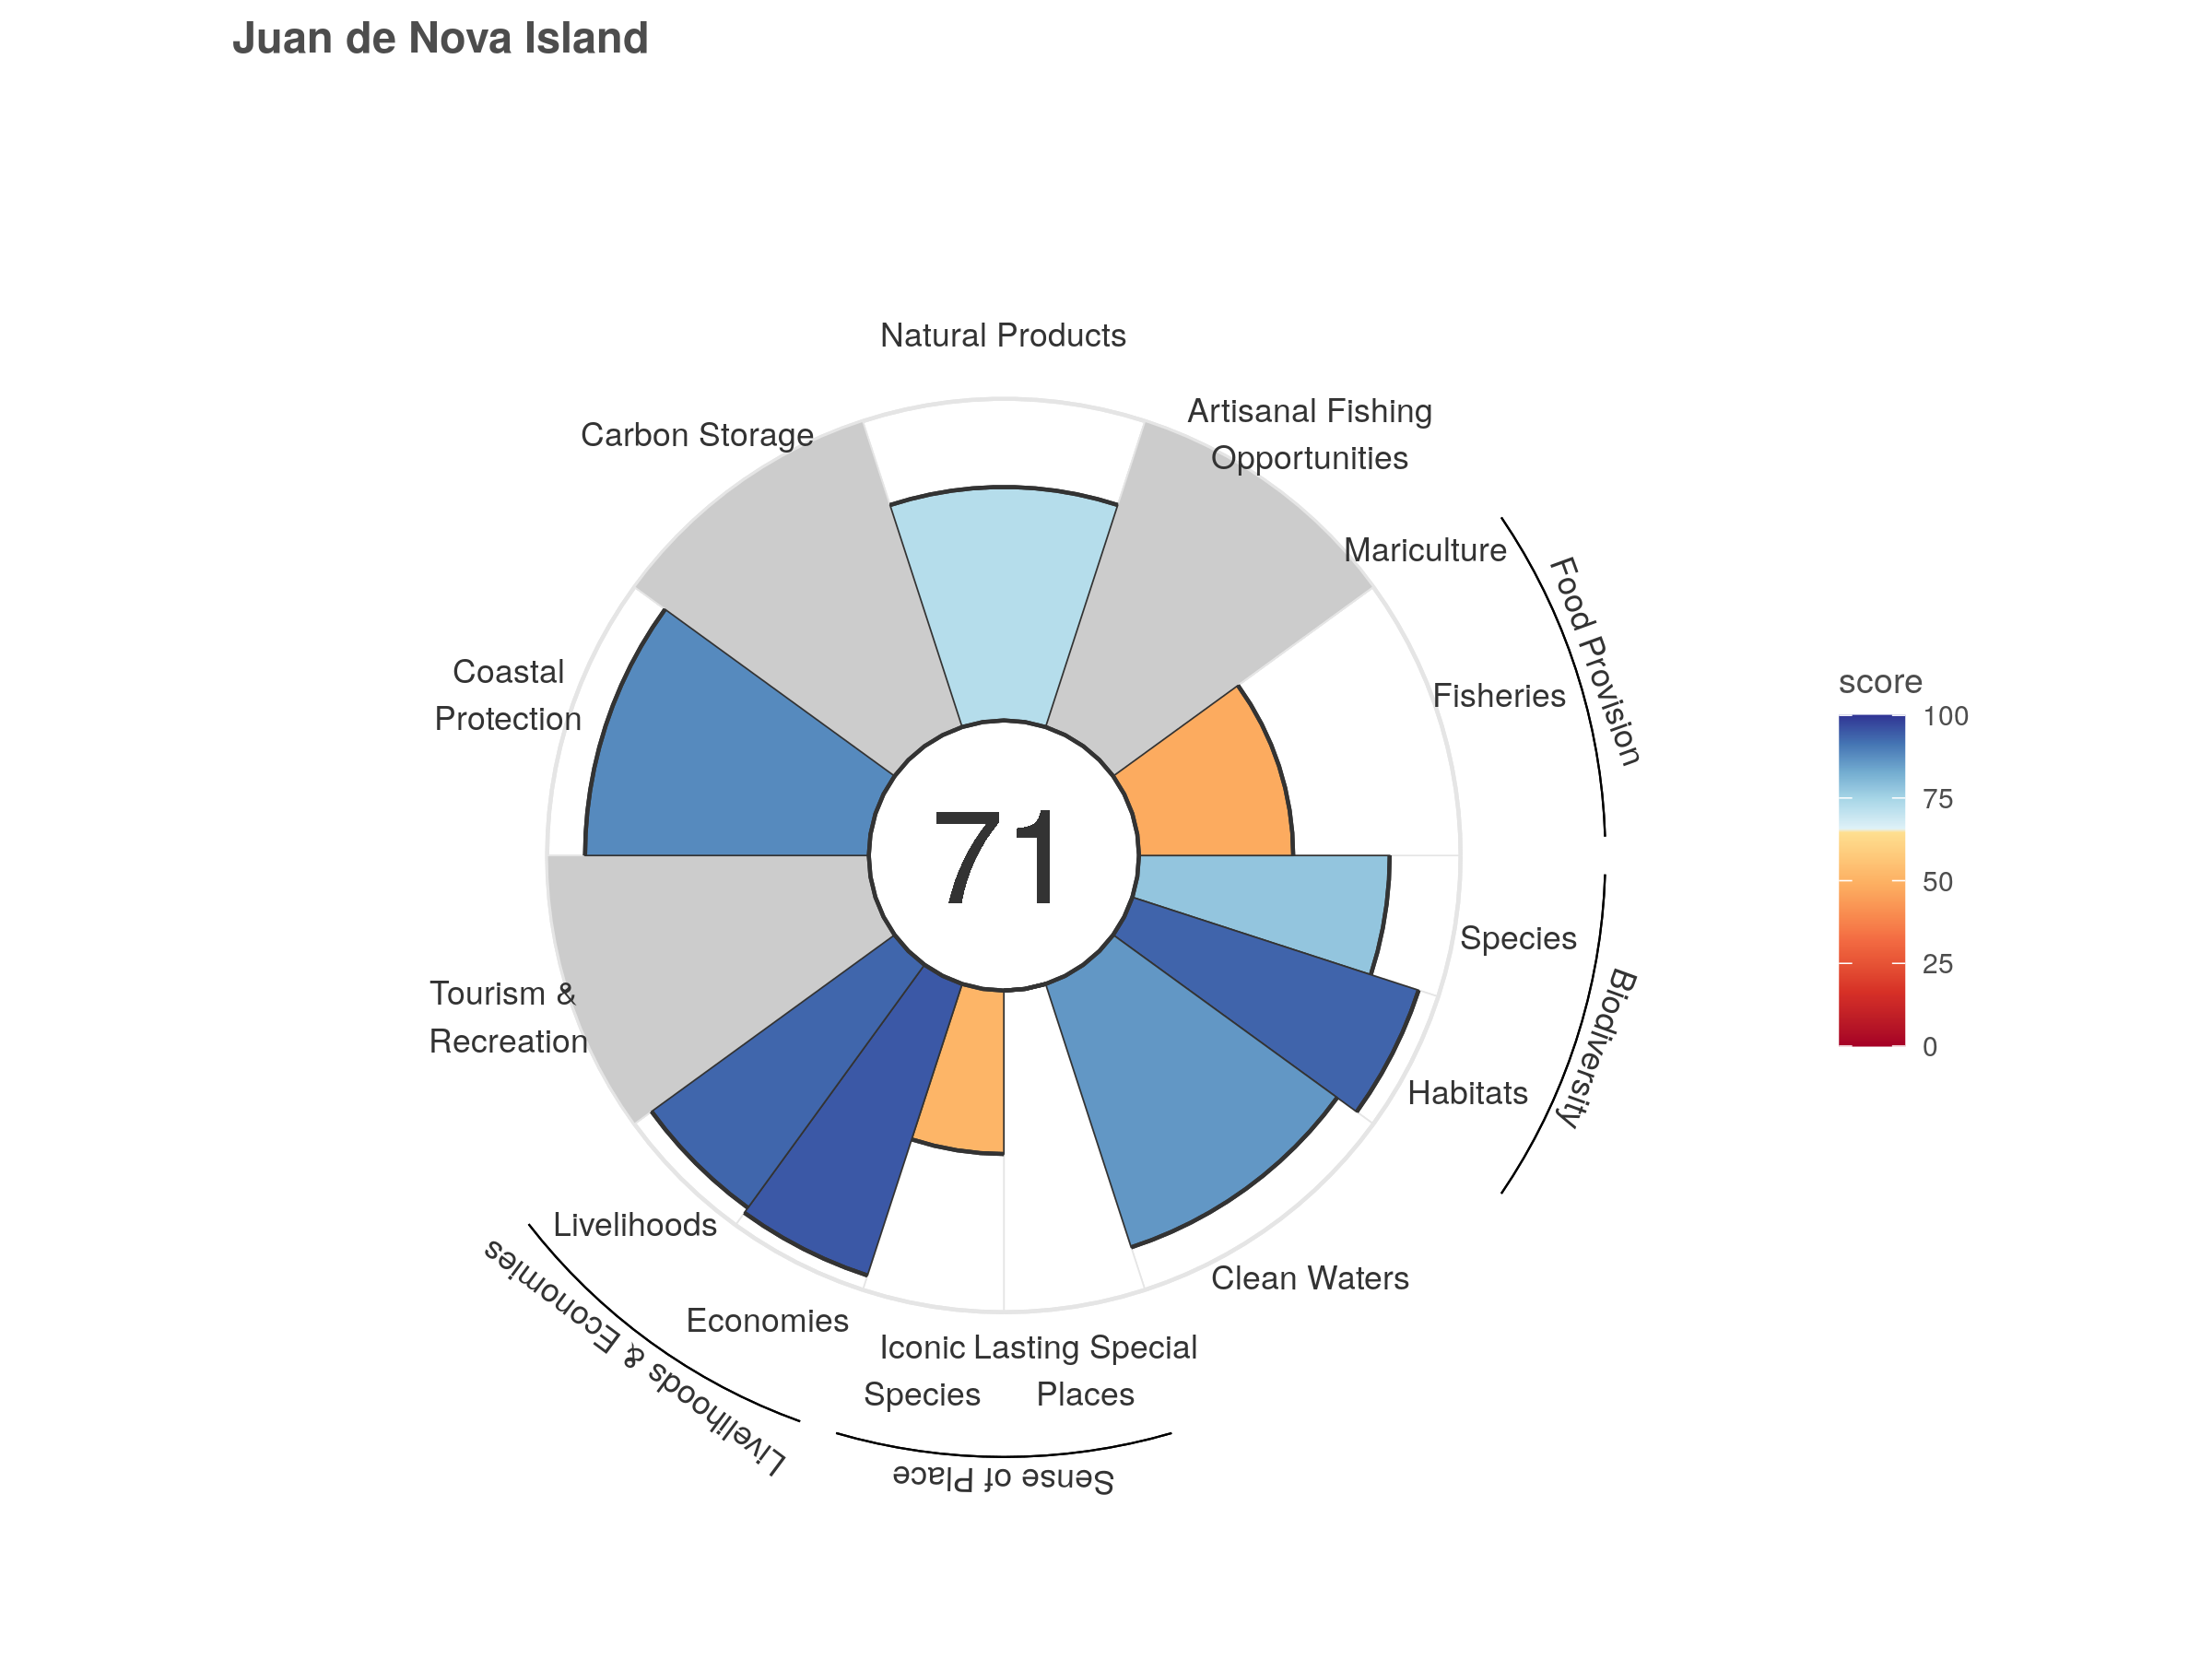 Juan de Nova Island
Natural Products
Artisanal Fishing
Opportunities
Carbon Storage
Mariculture
Food Provision
Fisheries
Coastal
Protection
score
100
75
50
25
0
71
Species
Biodiversity
Tourism &
Recreation
Habitats
Livelihoods
Clean Waters
Economies
Livelihoods & Economies
Iconic
Species
Lasting Special
Places
Sense of Place